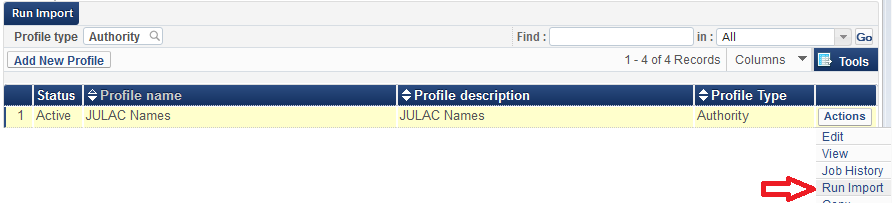 Run Import
Profile type Authority Find : in : All Go
Add New Profile 1 - 4 of 4 Records Columns Tools
Status Profile name Profile description Profile Type
1 Active JULAC Names JULAC Names Authority Actions
Edit
View
Job History
Run Import